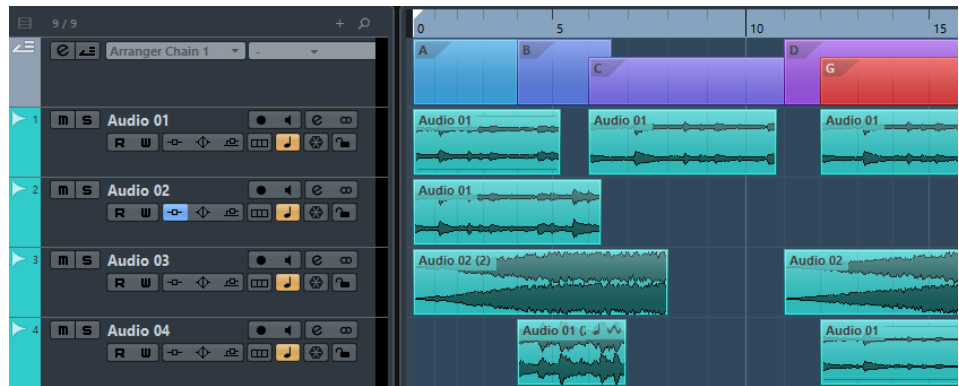 9 / 9
0 5 10 15
e Arranger Chain 1 -
A B D
C G
1 m S Audio 01 e
R W
Audio 01 Audio 01 Audio 01
2 m S Audio 02 e
R W
Audio 01
3 m S Audio 03 e
R W
Audio 02 (2) Audio 02
4 m S Audio 04 e
R W
Audio 01 (2 Audio 01